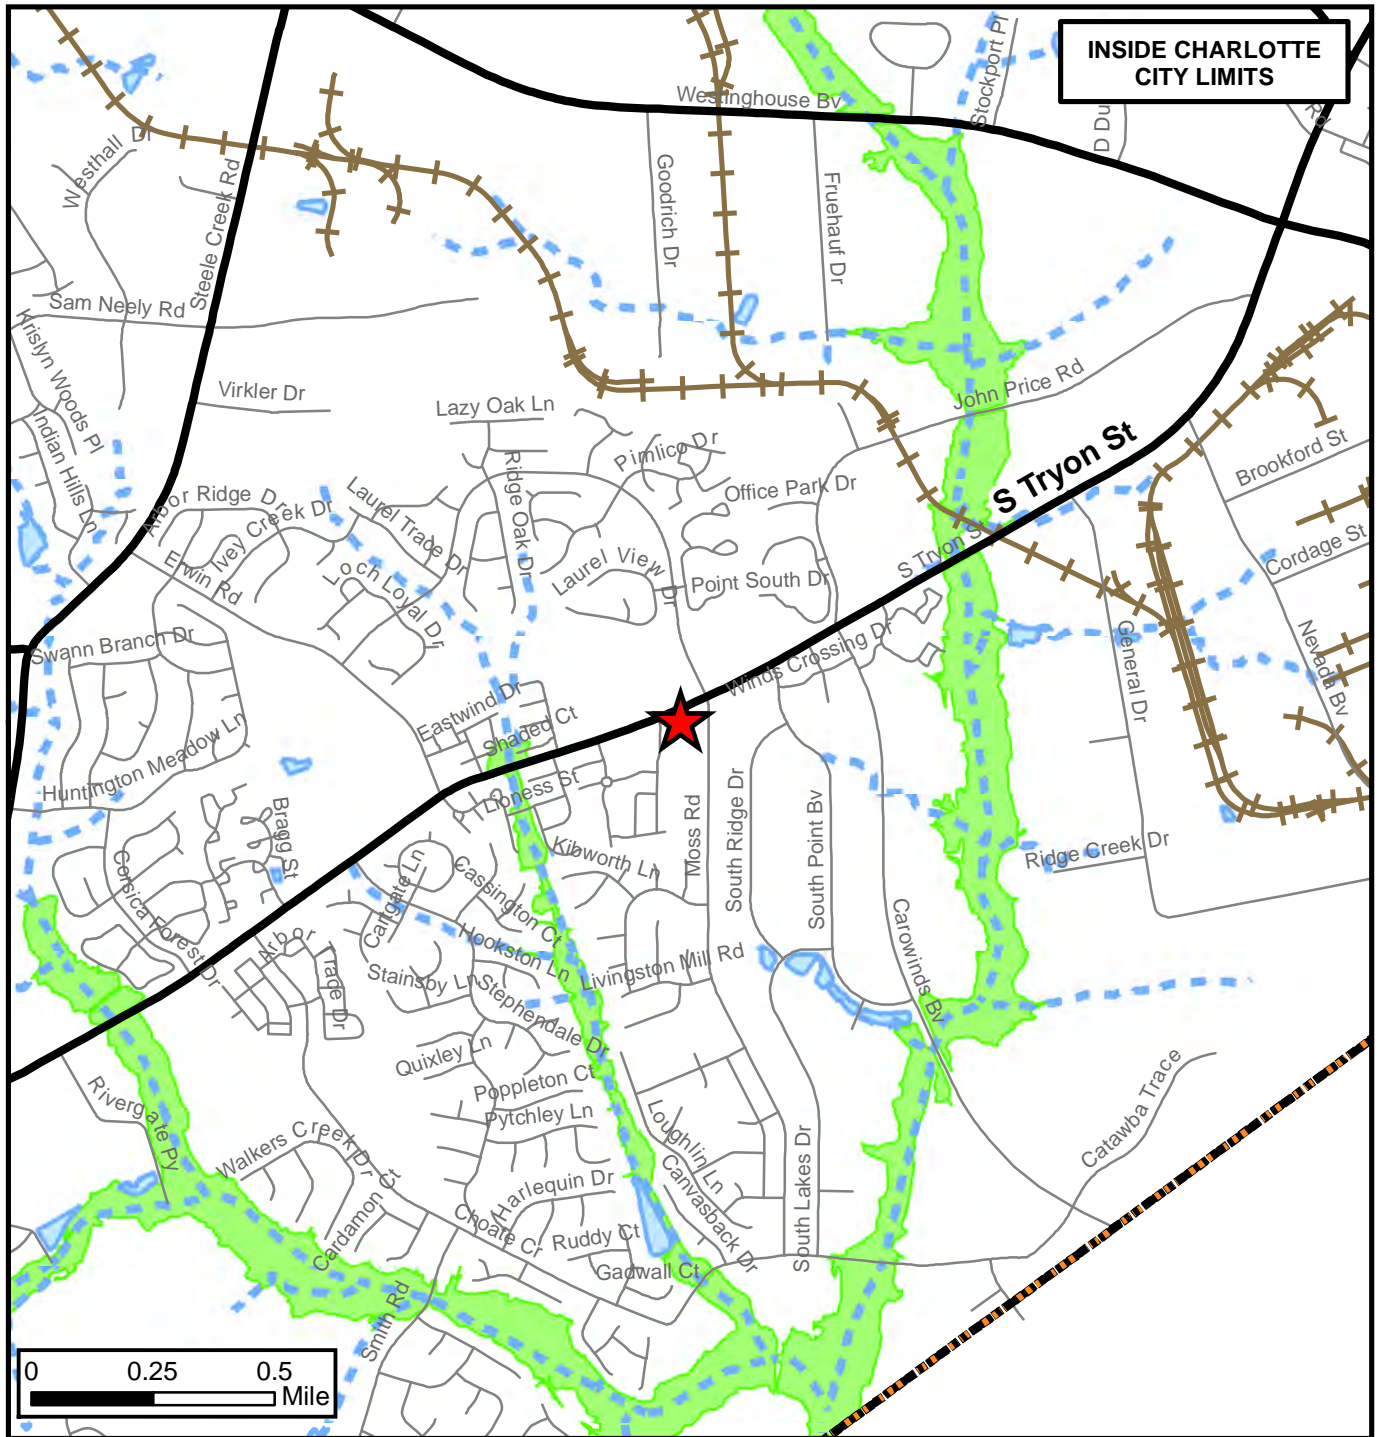 INSIDE CHARLOTTE
CITY LIMITS
Stockport Pl
Westinghouse Bv
D Du
Rd
Westhall Dr
Steele Creek Rd
Goodrich Dr
Fruehauf Dr
Sam Neely Rd
Krislyn Woods Pl
Virkler Dr
Lazy Oak Ln
John Price Rd
Indian Hills Ln
Pimlico Dr
S Tryon St
Brookford St
Arbor Ridge Dr
Ivey Creek Dr
Laurel Trace Dr
Ridge Oak Dr
Office Park Dr
S Tryon St
Cordage St
Erwin Rd
Loch Loyal Dr
Laurel View Dr
Point South Dr
Swann Branch Dr
Winds Crossing Dr
General Dr
Nevada Bv
Eastwind Dr
Shaded Ct
Huntington Meadow Ln
Lioness St
Bragg St
Moss Rd
South Ridge Dr
South Point Bv
Ridge Creek Dr
Kibworth Ln
Corsica Forest Dr
Cartgate Ln
Cassington Ct
Carowinds Bv
Arbor Trade Dr
Hookston Ln
Livingston Mill Rd
Stainsby Ln
Stephendale Dr
Quixley Ln
Poppleton Ct
Pytchley Ln
Rivergate Py
Loughlin Ln
Catawba Trace
Walkers Creek Dr
Cardamon Ct
Harlequin Dr
Canvasback Dr
South Lakes Dr
Choate Cr
Ruddy Ct
Gadwall Ct
Smith Rd
0 0.25 0.5
Mile